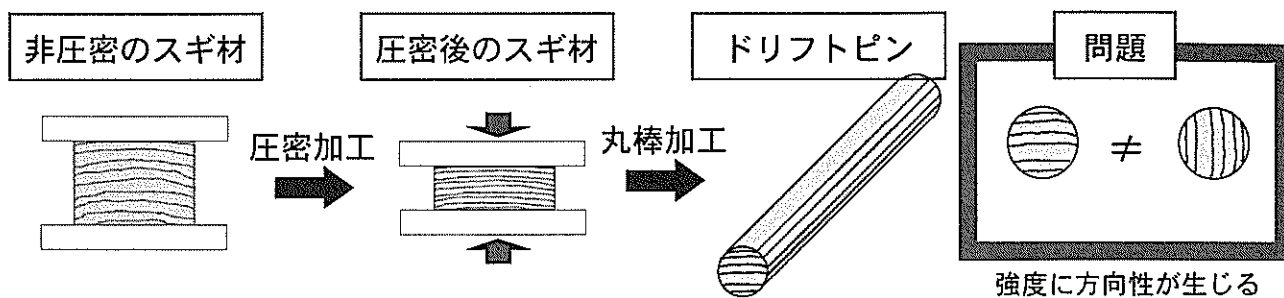 非圧密のスギ材
圧密加工
圧密後のスギ材
丸棒加工
ドリフトピン
問題
≠
強度に方向性が生じる